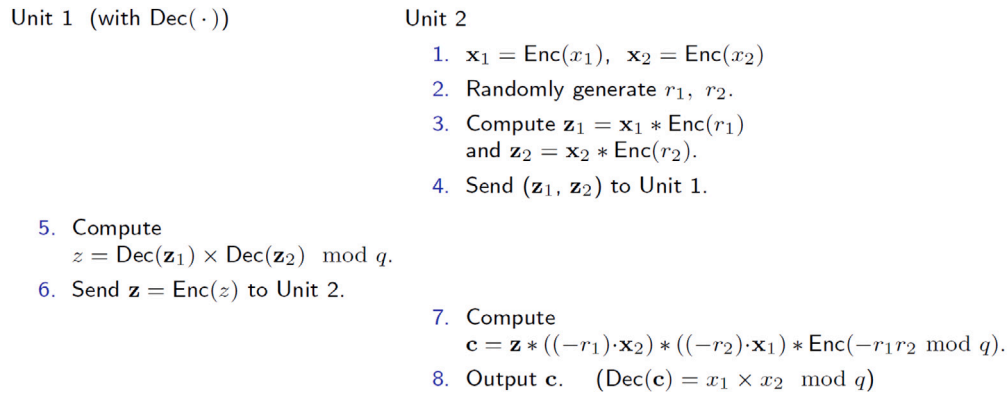 Unit 1 (with Dec( · ))
Unit 2
1. x₁ = Enc(x₁), x₂ = Enc(x₂)
2. Randomly generate r₁, r₂.
3. Compute z₁ = x₁ ∗ Enc(r₁)
and z₂ = x₂ ∗ Enc(r₂).
4. Send (z₁, z₂) to Unit 1.
5. Compute
z = Dec(z₁) × Dec(z₂) mod q.
6. Send z = Enc(z) to Unit 2.
7. Compute
c = z ∗ ((−r₁)·x₂) ∗ ((−r₂)·x₁) ∗ Enc(−r₁r₂ mod q).
8. Output c. (Dec(c) = x₁ × x₂ mod q)